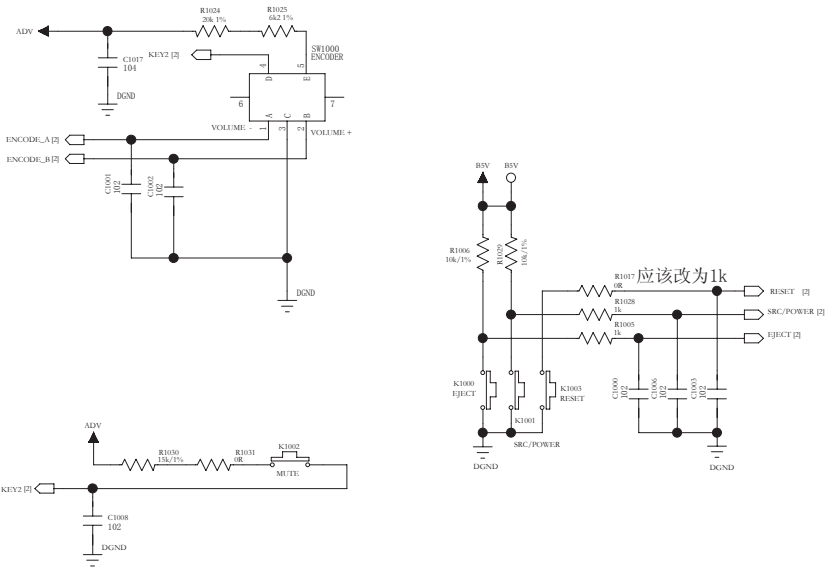 R1024
20k 1%
R1025
6k2 1%
ADV
SW1000
ENCODER
KEY2 [2]
C1017
104
4
5
D
E
DGND
6
7
A
C
B
VOLUME -
1
3
2
VOLUME +
ENCODE_A [2]
ENCODE_B [2]
C1001
102
C1002
102
DGND
B5V
B5V
R1006
10k/1%
R1029
10k/1%
R1017
0R
应该改为1k
RESET [2]
R1028
1k
SRC/POWER [2]
R1005
1k
EJECT [2]
K1000
EJECT
K1001
K1003
RESET
C1000
102
C1006
102
C1003
102
SRC/POWER
DGND
DGND
ADV
R1030
15k/1%
R1031
0R
K1002
MUTE
KEY2 [2]
C1008
102
DGND